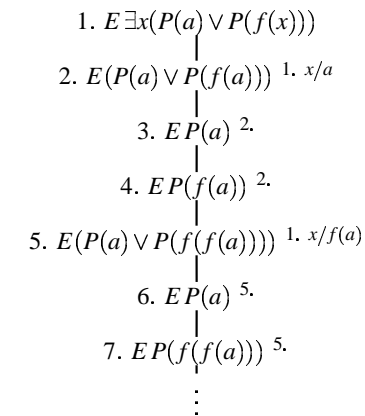 1. E ∃x(P(a) ∨ P(f(x)))
2. E(P(a) ∨ P(f(a))) 1. x/a
3. E P(a) 2.
4. E P(f(a)) 2.
5. E(P(a) ∨ P(f(f(a)))) 1. x/f(a)
6. E P(a) 5.
7. E P(f(f(a))) 5.
⋮